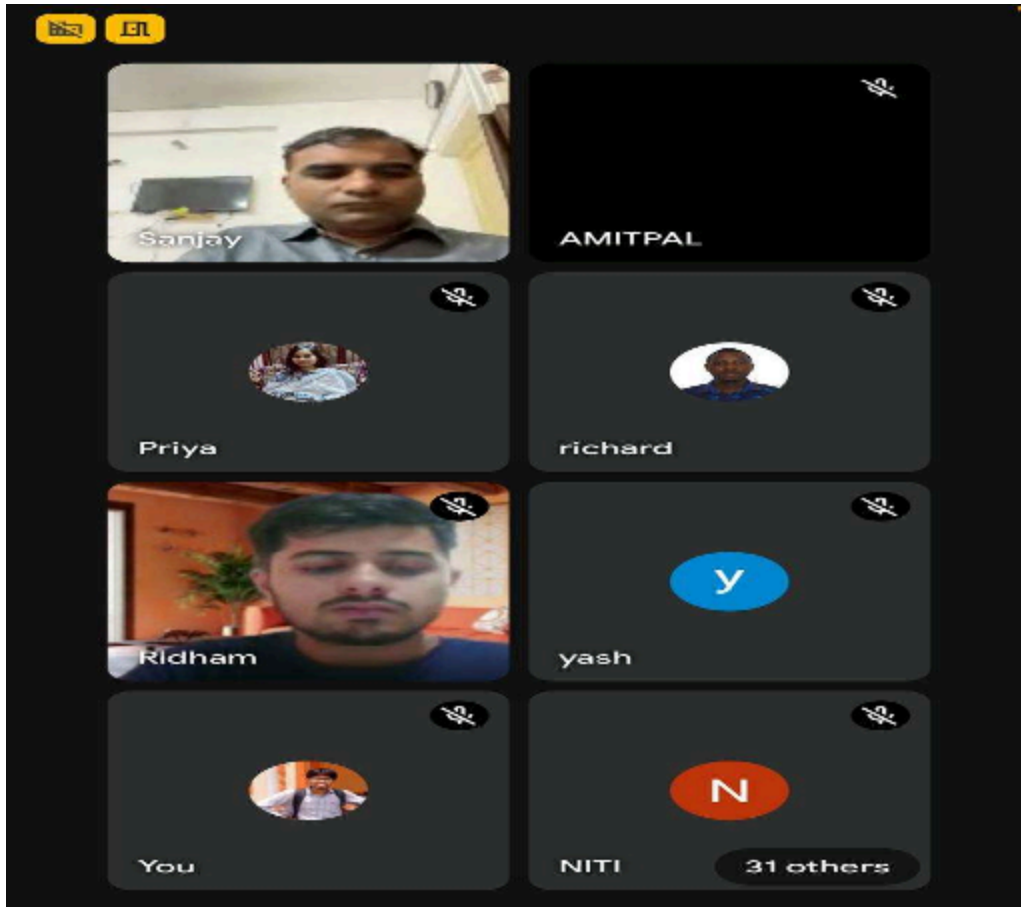 Sanjay
AMITPAL
Priya
richard
Ridham
y
yash
You
N
NITI
31 others